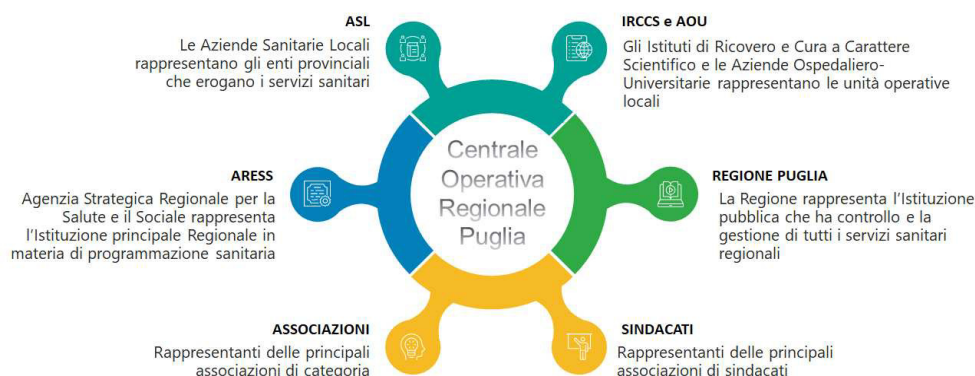 ASL
Le Aziende Sanitarie Locali
rappresentano gli enti provinciali
che erogano i servizi sanitari
IRCCS e AOU
Gli Istituti di Ricovero e Cura a Carattere
Scientifico e le Aziende Ospedaliero-
Universitarie rappresentano le unità operative
locali
Centrale
Operativa
Regionale
Puglia
ARESS
Agenzia Strategica Regionale per la
Salute e il Sociale rappresenta
l'Istituzione principale Regionale in
materia di programmazione sanitaria
REGIONE PUGLIA
La Regione rappresenta l'Istituzione
pubblica che ha controllo e la
gestione di tutti i servizi sanitari
regionali
ASSOCIAZIONI
Rappresentanti delle principali
associazioni di categoria
SINDACATI
Rappresentanti delle principali
associazioni di sindacati